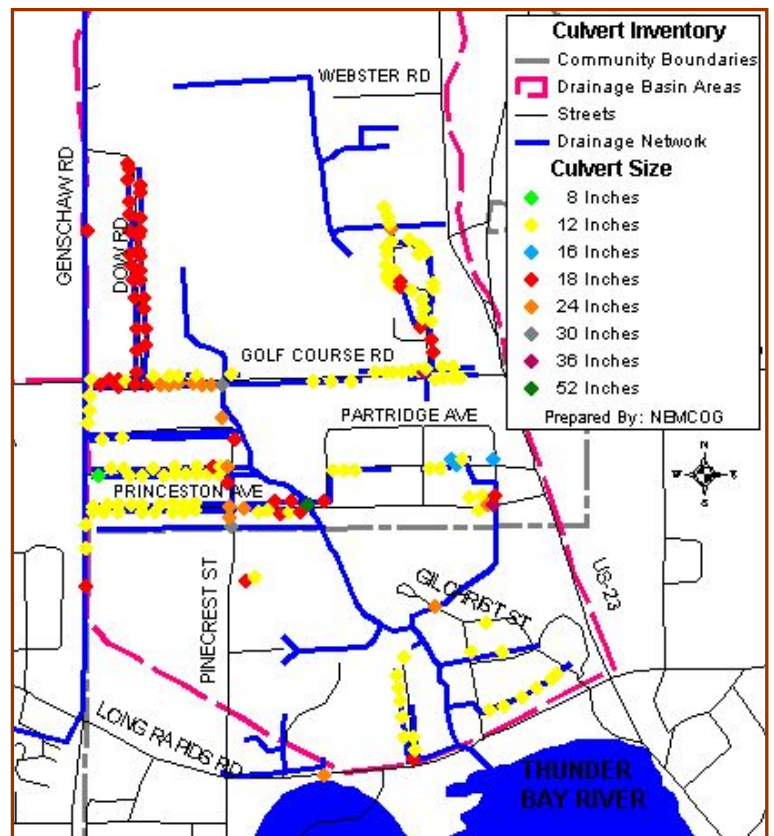 Culvert Inventory
Community Boundaries
Drainage Basin Areas
Streets
Drainage Network
Culvert Size
8 Inches
12 Inches
16 Inches
18 Inches
24 Inches
30 Inches
36 Inches
52 Inches
Prepared By: NEMCOG
N
W E
S
WEBSTER RD
GENSCHAW RD
DOW RD
GOLF COURSE RD
PARTRIDGE AVE
PRINCESTON AVE
PINECREST ST
GILCHRIST ST
US-23
LONG RAPIDS RD
THUNDER
BAY RIVER